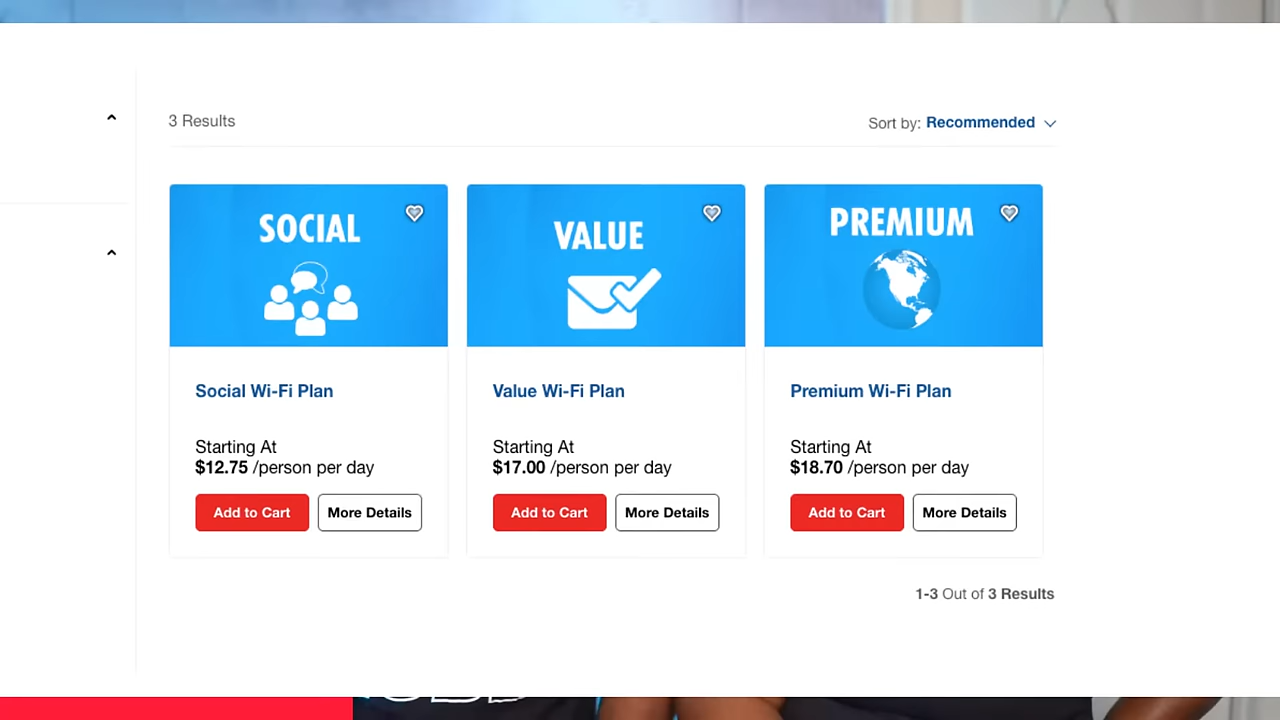 3 Results
Sort by: Recommended
SOCIAL
VALUE
PREMIUM
Social Wi-Fi Plan
Value Wi-Fi Plan
Premium Wi-Fi Plan
Starting At
$12.75 /person per day
Starting At
$17.00 /person per day
Starting At
$18.70 /person per day
Add to Cart
More Details
Add to Cart
More Details
Add to Cart
More Details
1-3 Out of 3 Results